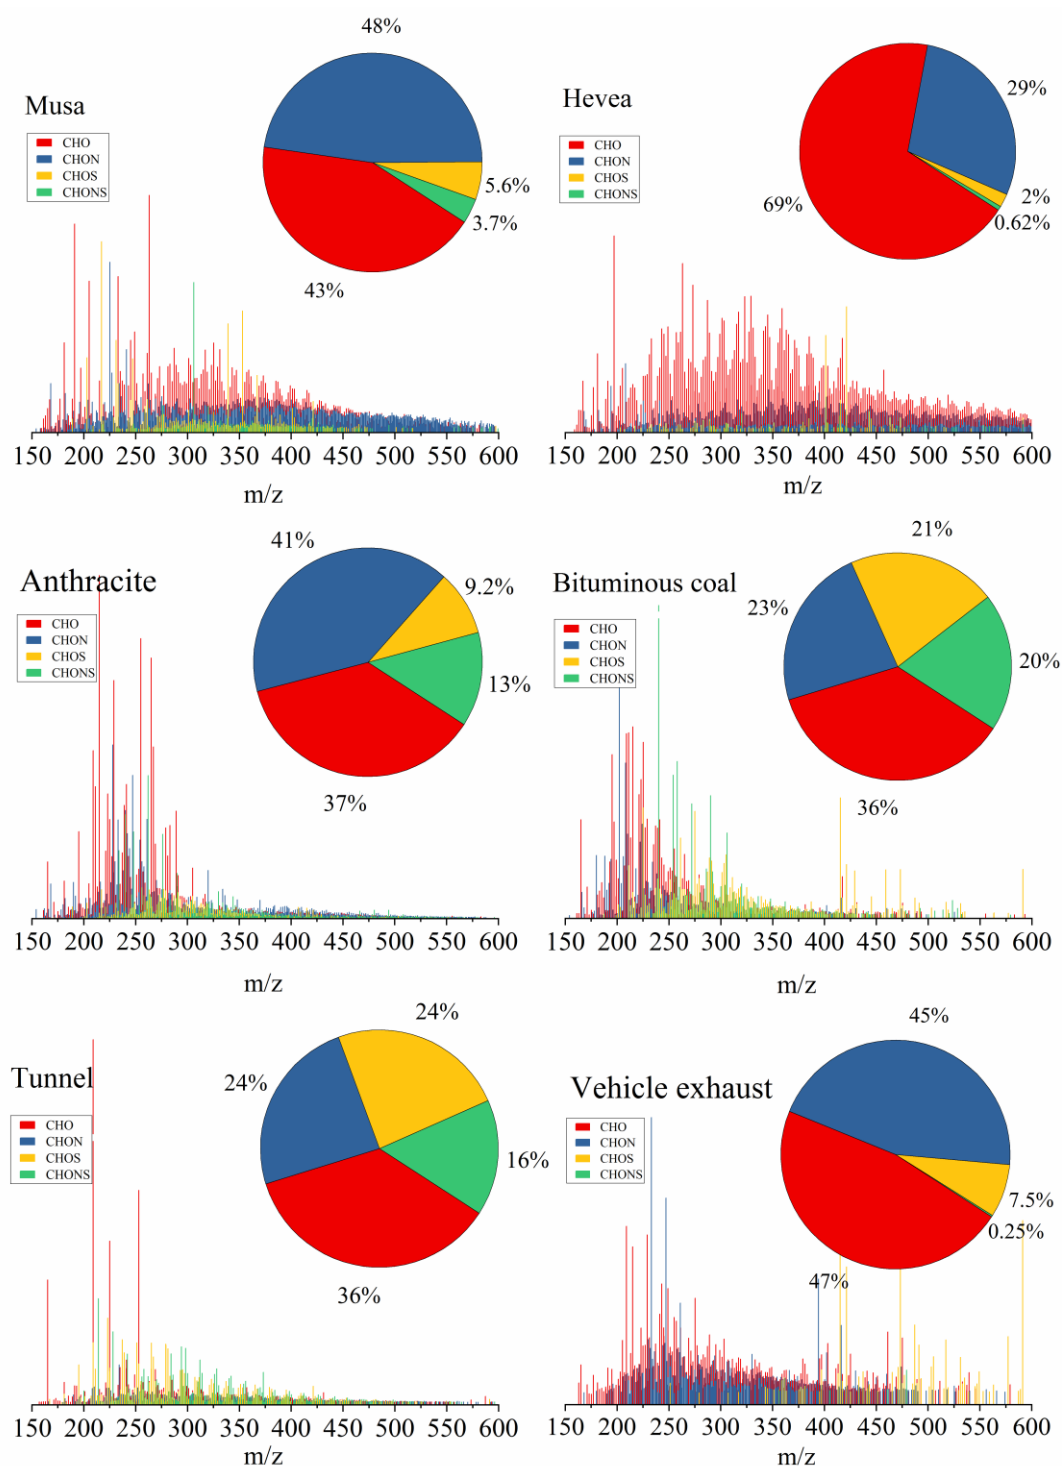 48%
Musa
CHO
CHON
CHOS
CHONS
5.6%
3.7%
43%
150 200 250 300 350 400 450 500 550 600
m/z
Hevea
29%
CHO
CHON
CHOS
CHONS
2%
69%
0.62%
150 200 250 300 350 400 450 500 550 600
m/z
41%
Anthracite
9.2%
CHO
CHON
CHOS
CHONS
13%
37%
150 200 250 300 350 400 450 500 550 600
m/z
21%
Bituminous coal
23%
CHO
CHON
CHOS
CHONS
20%
36%
150 200 250 300 350 400 450 500 550 600
m/z
24%
Tunnel
24%
CHO
CHON
CHOS
CHONS
16%
36%
150 200 250 300 350 400 450 500 550 600
m/z
45%
Vehicle exhaust
CHO
CHON
CHOS
CHONS
7.5%
0.25%
47%
150 200 250 300 350 400 450 500 550 600
m/z